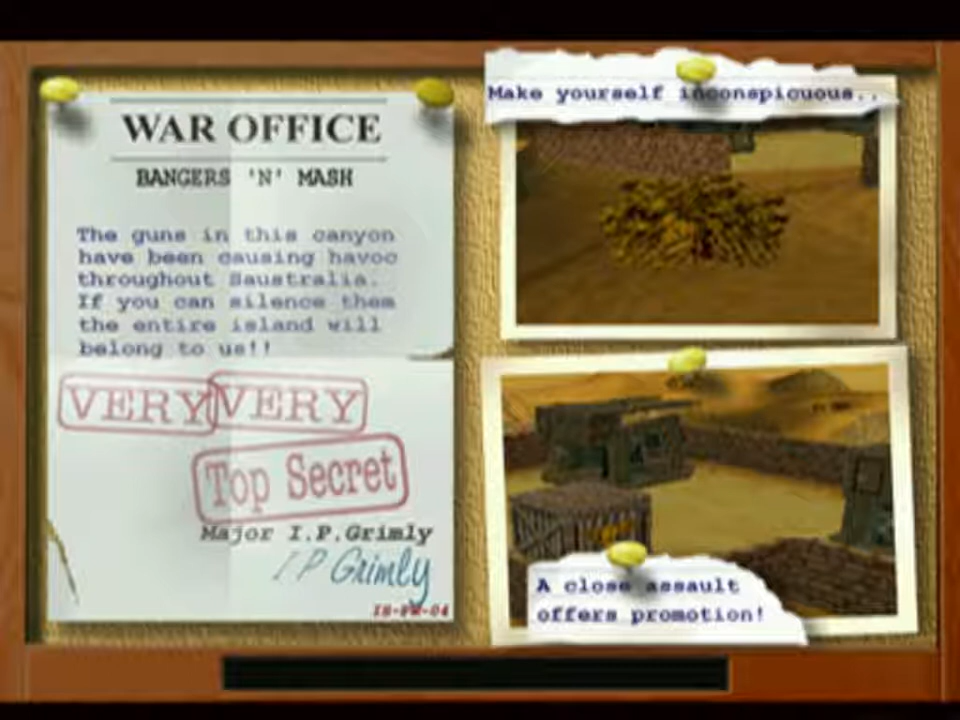 WAR OFFICE
BANGERS 'N' MASH
The guns in this canyon
have been causing havoc
throughout Saustralia.
If you can silence them
the entire island will
belong to us!!
VERY VERY
Top Secret
Major I.P.Grimly
I P Grimly
Make yourself inconspicuous..
A close assault
offers promotion!